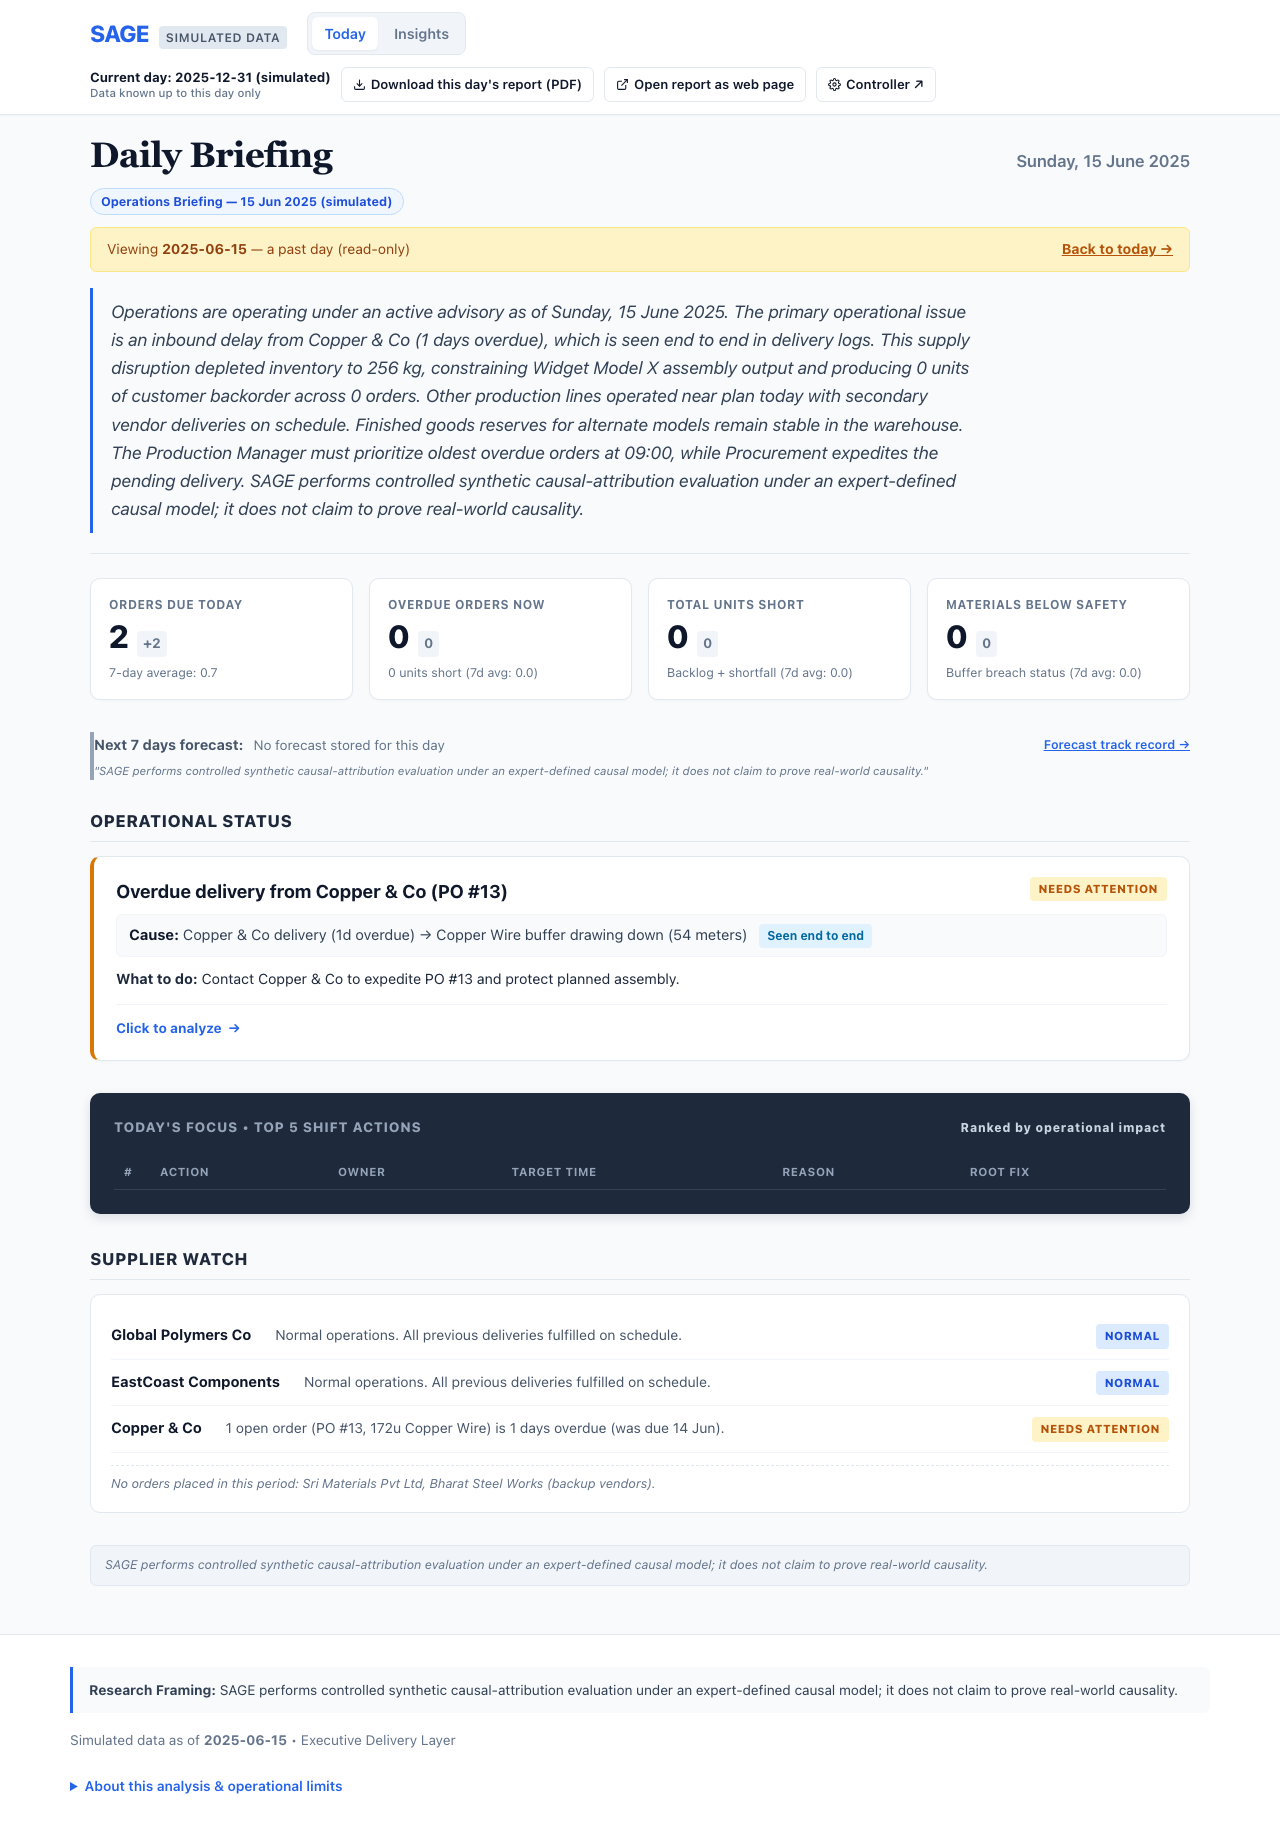 SAGE SIMULATED DATA Today Insights
Current day: 2025-12-31 (simulated)
Data known up to this day only
Download this day's report (PDF) Open report as web page Controller ↗
Daily Briefing Sunday, 15 June 2025
Operations Briefing — 15 Jun 2025 (simulated)
Viewing 2025-06-15 — a past day (read-only) Back to today →
Operations are operating under an active advisory as of Sunday, 15 June 2025. The primary operational issue
is an inbound delay from Copper & Co (1 days overdue), which is seen end to end in delivery logs. This supply
disruption depleted inventory to 256 kg, constraining Widget Model X assembly output and producing 0 units
of customer backorder across 0 orders. Other production lines operated near plan today with secondary
vendor deliveries on schedule. Finished goods reserves for alternate models remain stable in the warehouse.
The Production Manager must prioritize oldest overdue orders at 09:00, while Procurement expedites the
pending delivery. SAGE performs controlled synthetic causal-attribution evaluation under an expert-defined
causal model; it does not claim to prove real-world causality.
ORDERS DUE TODAY
2 +2
7-day average: 0.7
OVERDUE ORDERS NOW
0 0
0 units short (7d avg: 0.0)
TOTAL UNITS SHORT
0 0
Backlog + shortfall (7d avg: 0.0)
MATERIALS BELOW SAFETY
0 0
Buffer breach status (7d avg: 0.0)
Next 7 days forecast: No forecast stored for this day Forecast track record →
"SAGE performs controlled synthetic causal-attribution evaluation under an expert-defined causal model; it does not claim to prove real-world causality."
OPERATIONAL STATUS
Overdue delivery from Copper & Co (PO #13) NEEDS ATTENTION
Cause: Copper & Co delivery (1d overdue) → Copper Wire buffer drawing down (54 meters) Seen end to end
What to do: Contact Copper & Co to expedite PO #13 and protect planned assembly.
Click to analyze →
TODAY'S FOCUS • TOP 5 SHIFT ACTIONS Ranked by operational impact
# ACTION OWNER TARGET TIME REASON ROOT FIX
SUPPLIER WATCH
Global Polymers Co Normal operations. All previous deliveries fulfilled on schedule. NORMAL
EastCoast Components Normal operations. All previous deliveries fulfilled on schedule. NORMAL
Copper & Co 1 open order (PO #13, 172u Copper Wire) is 1 days overdue (was due 14 Jun). NEEDS ATTENTION
No orders placed in this period: Sri Materials Pvt Ltd, Bharat Steel Works (backup vendors).
SAGE performs controlled synthetic causal-attribution evaluation under an expert-defined causal model; it does not claim to prove real-world causality.
Research Framing: SAGE performs controlled synthetic causal-attribution evaluation under an expert-defined causal model; it does not claim to prove real-world causality.
Simulated data as of 2025-06-15 • Executive Delivery Layer
▶ About this analysis & operational limits